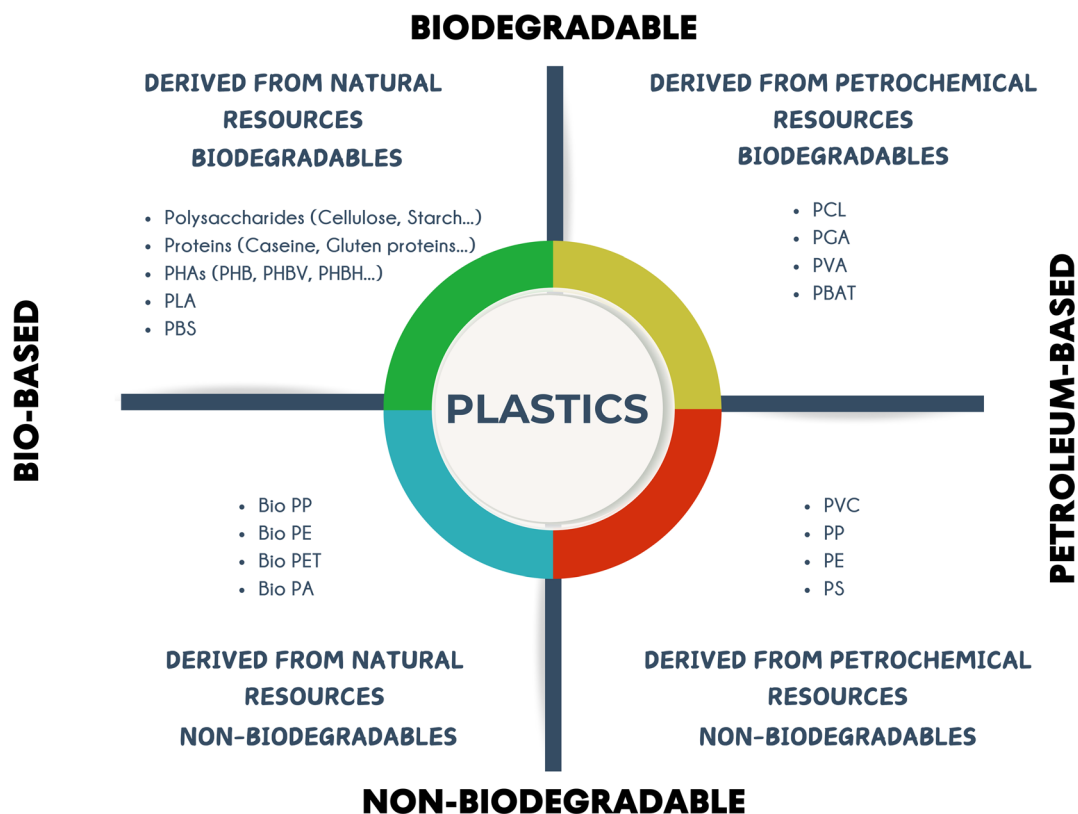 BIODEGRADABLE
DERIVED FROM NATURAL
RESOURCES
BIODEGRADABLES
• Polysaccharides (Cellulose, Starch...)
• Proteins (Caseine, Gluten proteins...)
• PHAs (PHB, PHBV, PHBH...)
• PLA
• PBS
DERIVED FROM PETROCHEMICAL
RESOURCES
BIODEGRADABLES
• PCL
• PGA
• PVA
• PBAT
BIO-BASED
PLASTICS
PETROLEUM-BASED
• Bio PP
• Bio PE
• Bio PET
• Bio PA
DERIVED FROM NATURAL
RESOURCES
NON-BIODEGRADABLES
• PVC
• PP
• PE
• PS
DERIVED FROM PETROCHEMICAL
RESOURCES
NON-BIODEGRADABLES
NON-BIODEGRADABLE